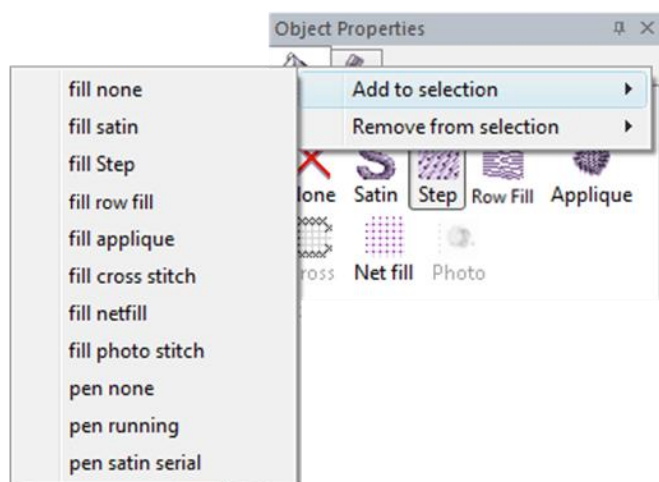 Object Properties
Add to selection
Remove from selection
fill none
fill satin
fill Step
fill row fill
fill applique
fill cross stitch
fill netfill
fill photo stitch
pen none
pen running
pen satin serial
Satin Step Row Fill Applique
Net fill Photo